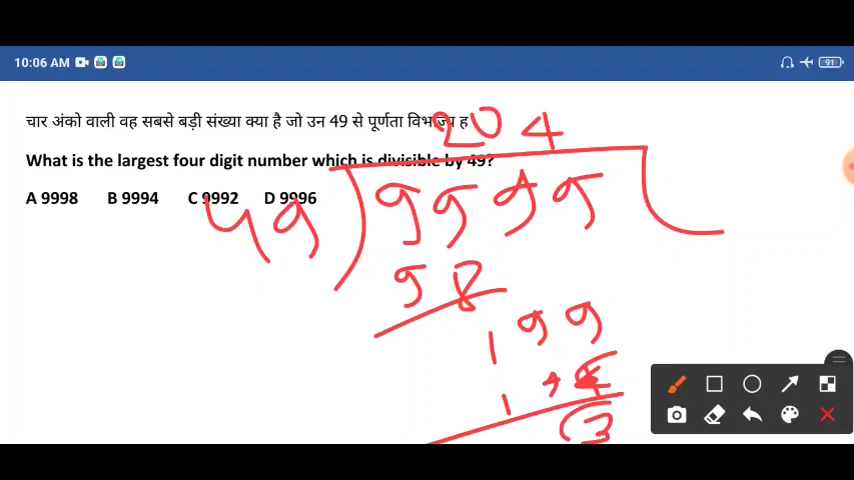 10:06 AM
91
चार अंको वाली वह सबसे बड़ी संख्या क्या है जो उन 49 से पूर्णता विभाज्य ह
What is the largest four digit number which is divisible by 49?
A 9998 B 9994 C 9992 D 9996
204
49 9999
98
199
3